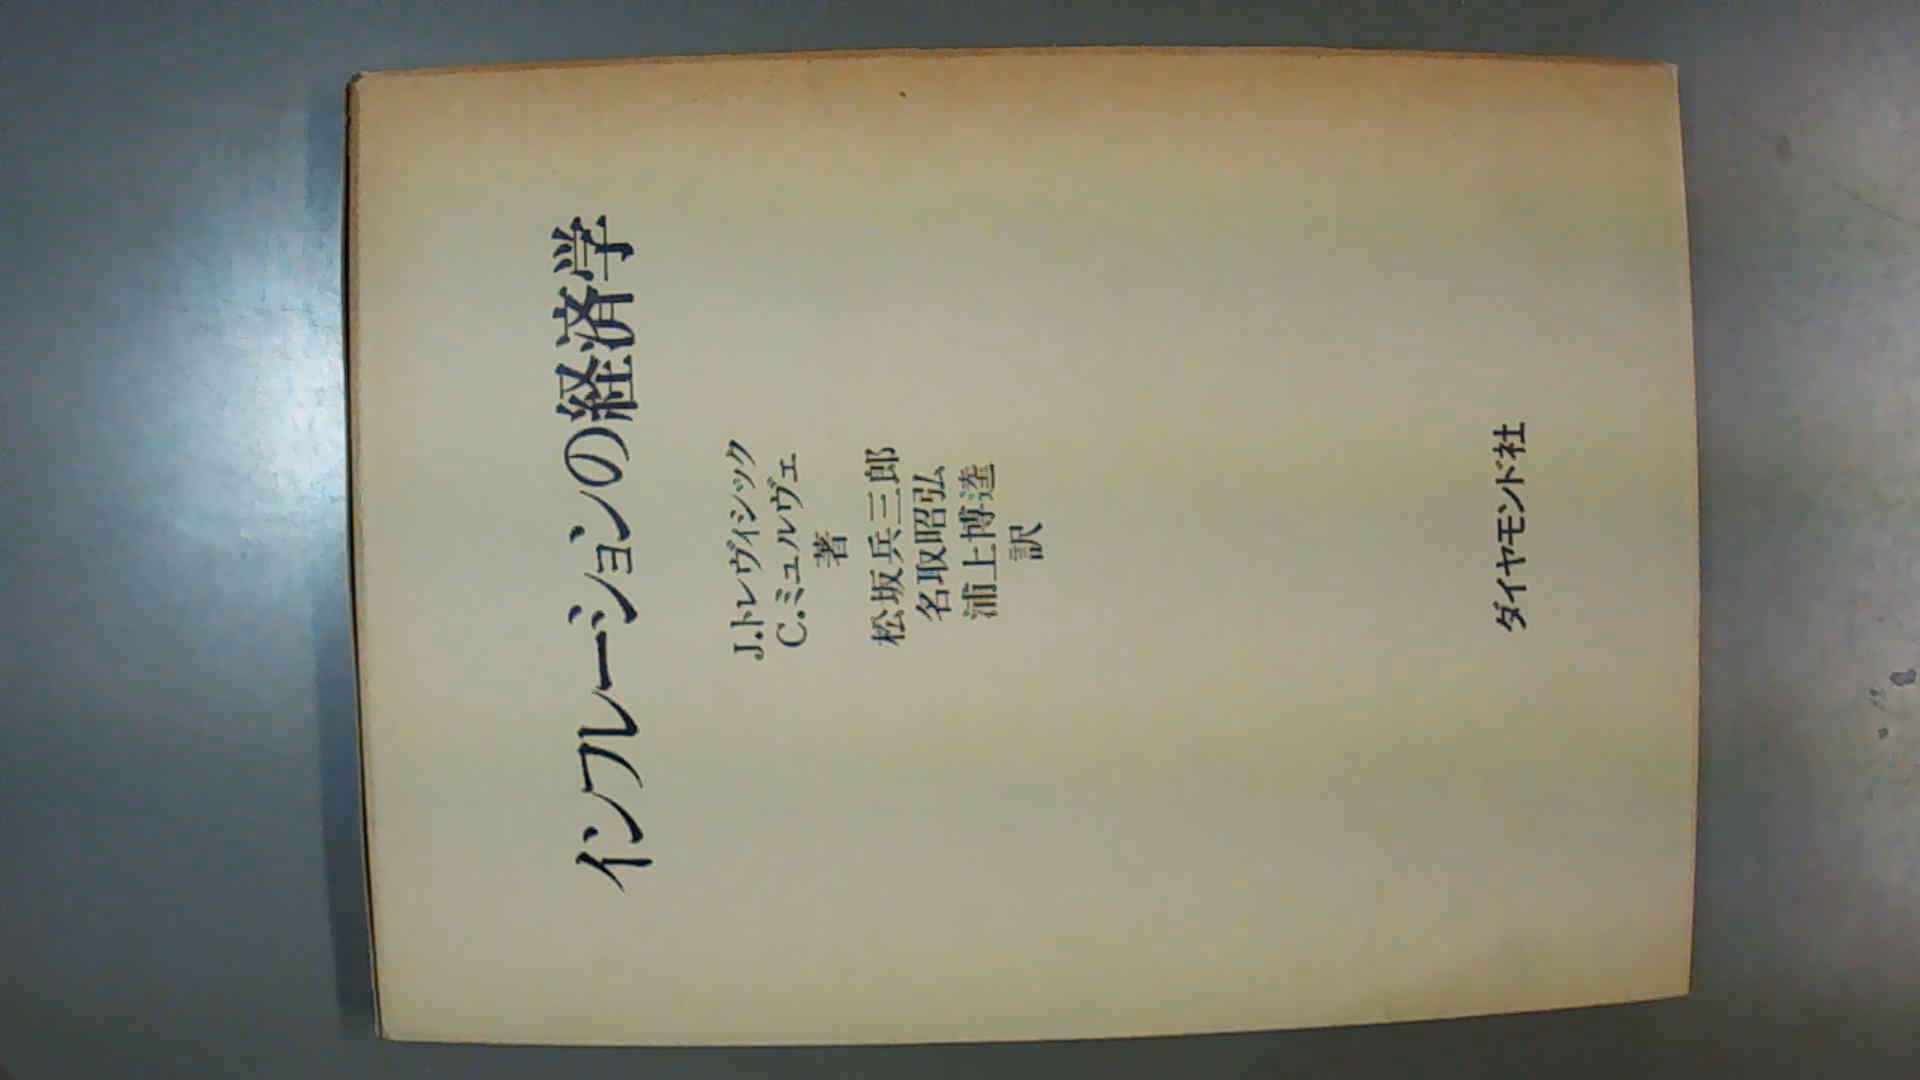 インフレーションの経済学
J.トレヴィシック
C.ミュルヴェ
著
松坂兵三郎
名取昭弘
浦上博逵
訳
ダイヤモンド社